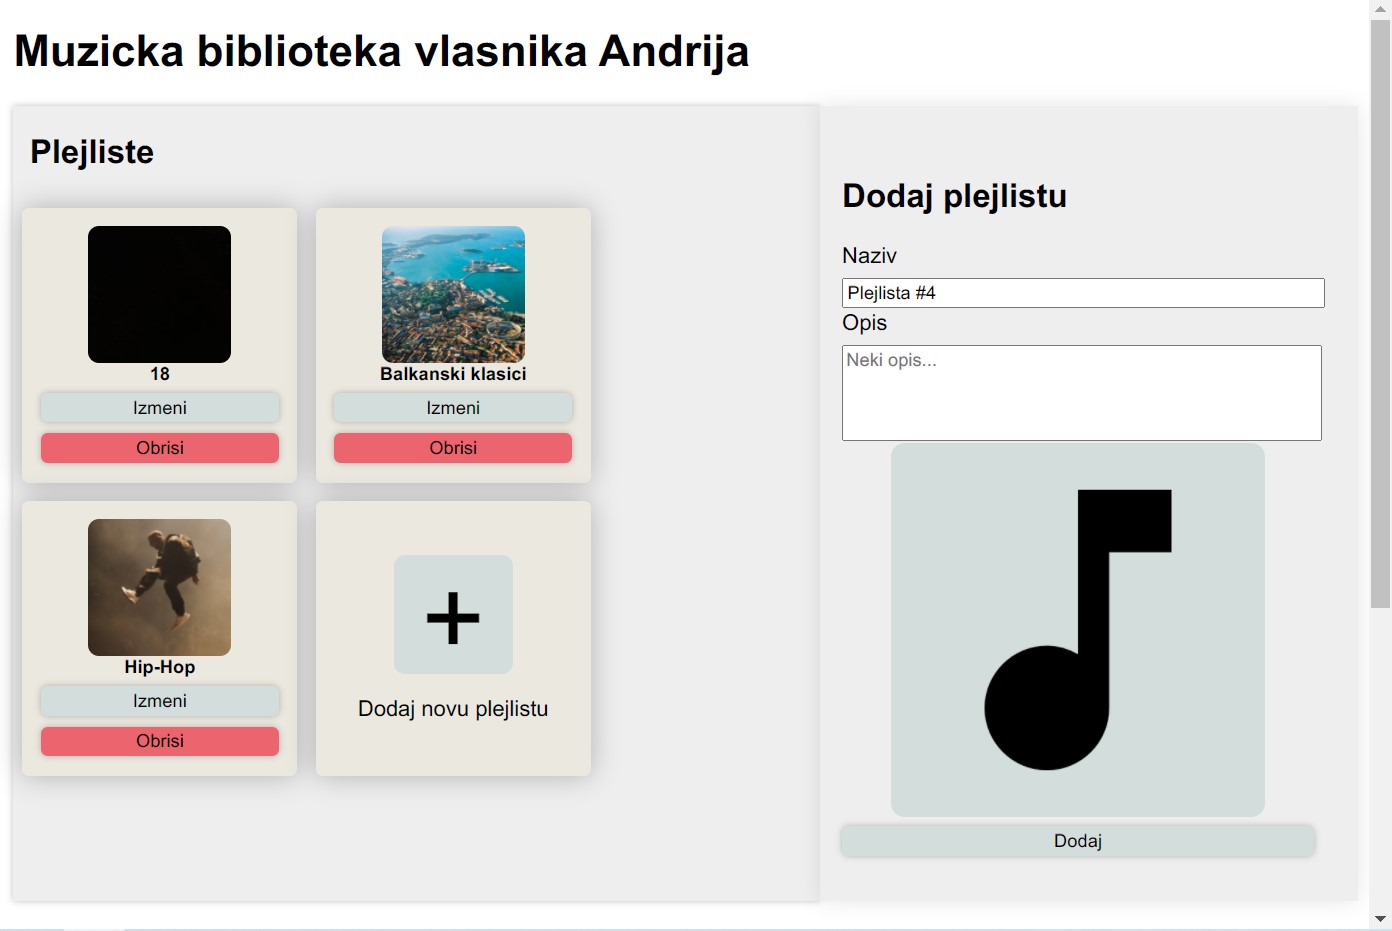 Muzicka biblioteka vlasnika Andrija
Plejliste
18
Izmeni
Obrisi
Balkanski klasici
Izmeni
Obrisi
Hip-Hop
Izmeni
Obrisi
Dodaj novu plejlistu
Dodaj plejlistu
Naziv
Plejlista #4
Opis
Neki opis...
Dodaj